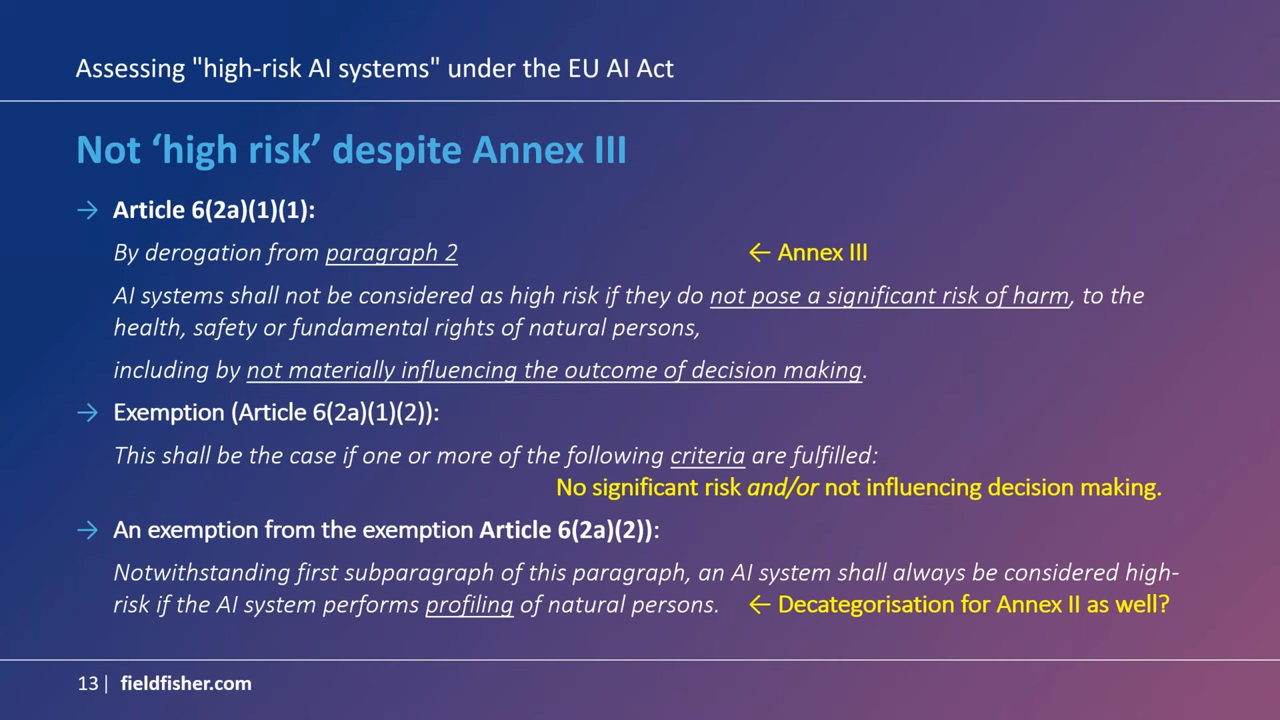 Assessing "high-risk AI systems" under the EU AI Act
Not ‘high risk’ despite Annex III
→ Article 6(2a)(1)(1):
By derogation from paragraph 2 ← Annex III
AI systems shall not be considered as high risk if they do not pose a significant risk of harm, to the
health, safety or fundamental rights of natural persons,
including by not materially influencing the outcome of decision making.
→ Exemption (Article 6(2a)(1)(2)):
This shall be the case if one or more of the following criteria are fulfilled:
No significant risk and/or not influencing decision making.
→ An exemption from the exemption Article 6(2a)(2)):
Notwithstanding first subparagraph of this paragraph, an AI system shall always be considered high-
risk if the AI system performs profiling of natural persons. ← Decategorisation for Annex II as well?
13| fieldfisher.com